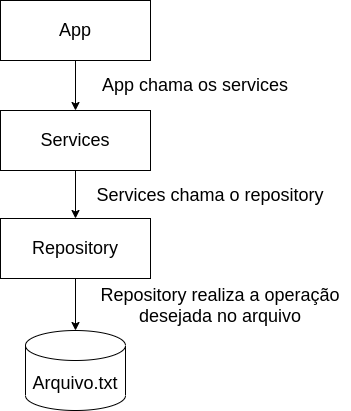 App
App chama os services
Services
Services chama o repository
Repository
Repository realiza a operação
desejada no arquivo
Arquivo.txt